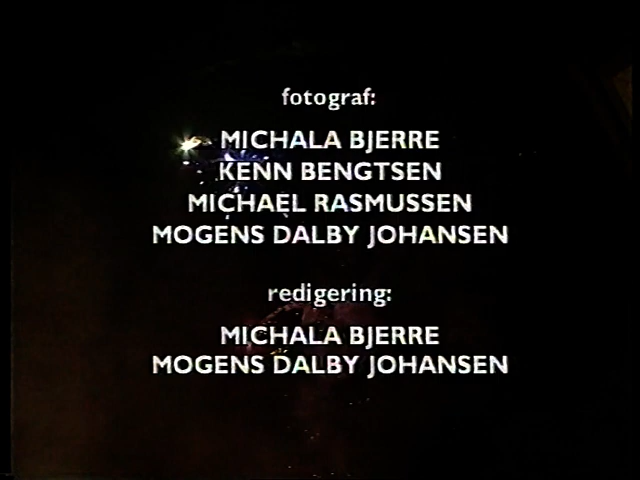 fotograf:
MICHALA BJERRE
KENN BENGTSEN
MICHAEL RASMUSSEN
MOGENS DALBY JOHANSEN
redigering:
MICHALA BJERRE
MOGENS DALBY JOHANSEN